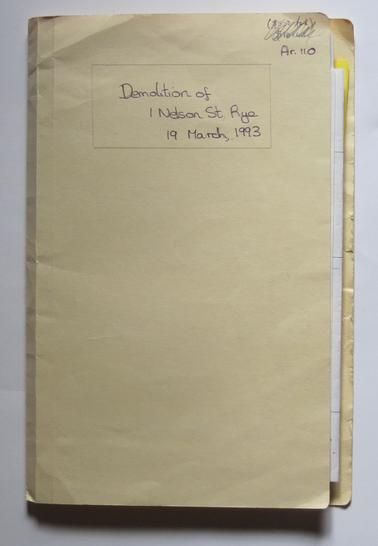 Ar. 110
Demolition of
1 Nelson St. Rye
19 March, 1993